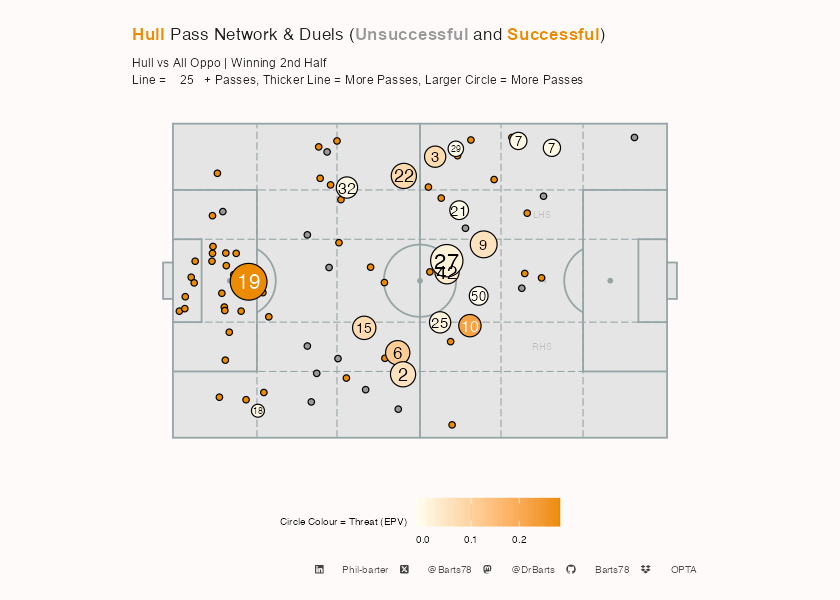 Hull Pass Network & Duels (Unsuccessful and Successful)
Hull vs All Oppo | Winning 2nd Half
Line = 25 + Passes, Thicker Line = More Passes, Larger Circle = More Passes
7
7
29
3
22
32
21
LHS
9
27
42
19
50
25
10
15
RHS
6
2
18
Circle Colour = Threat (EPV)
0.0 0.1 0.2
Phil-barter @Barts78 @DrBarts Barts78 OPTA